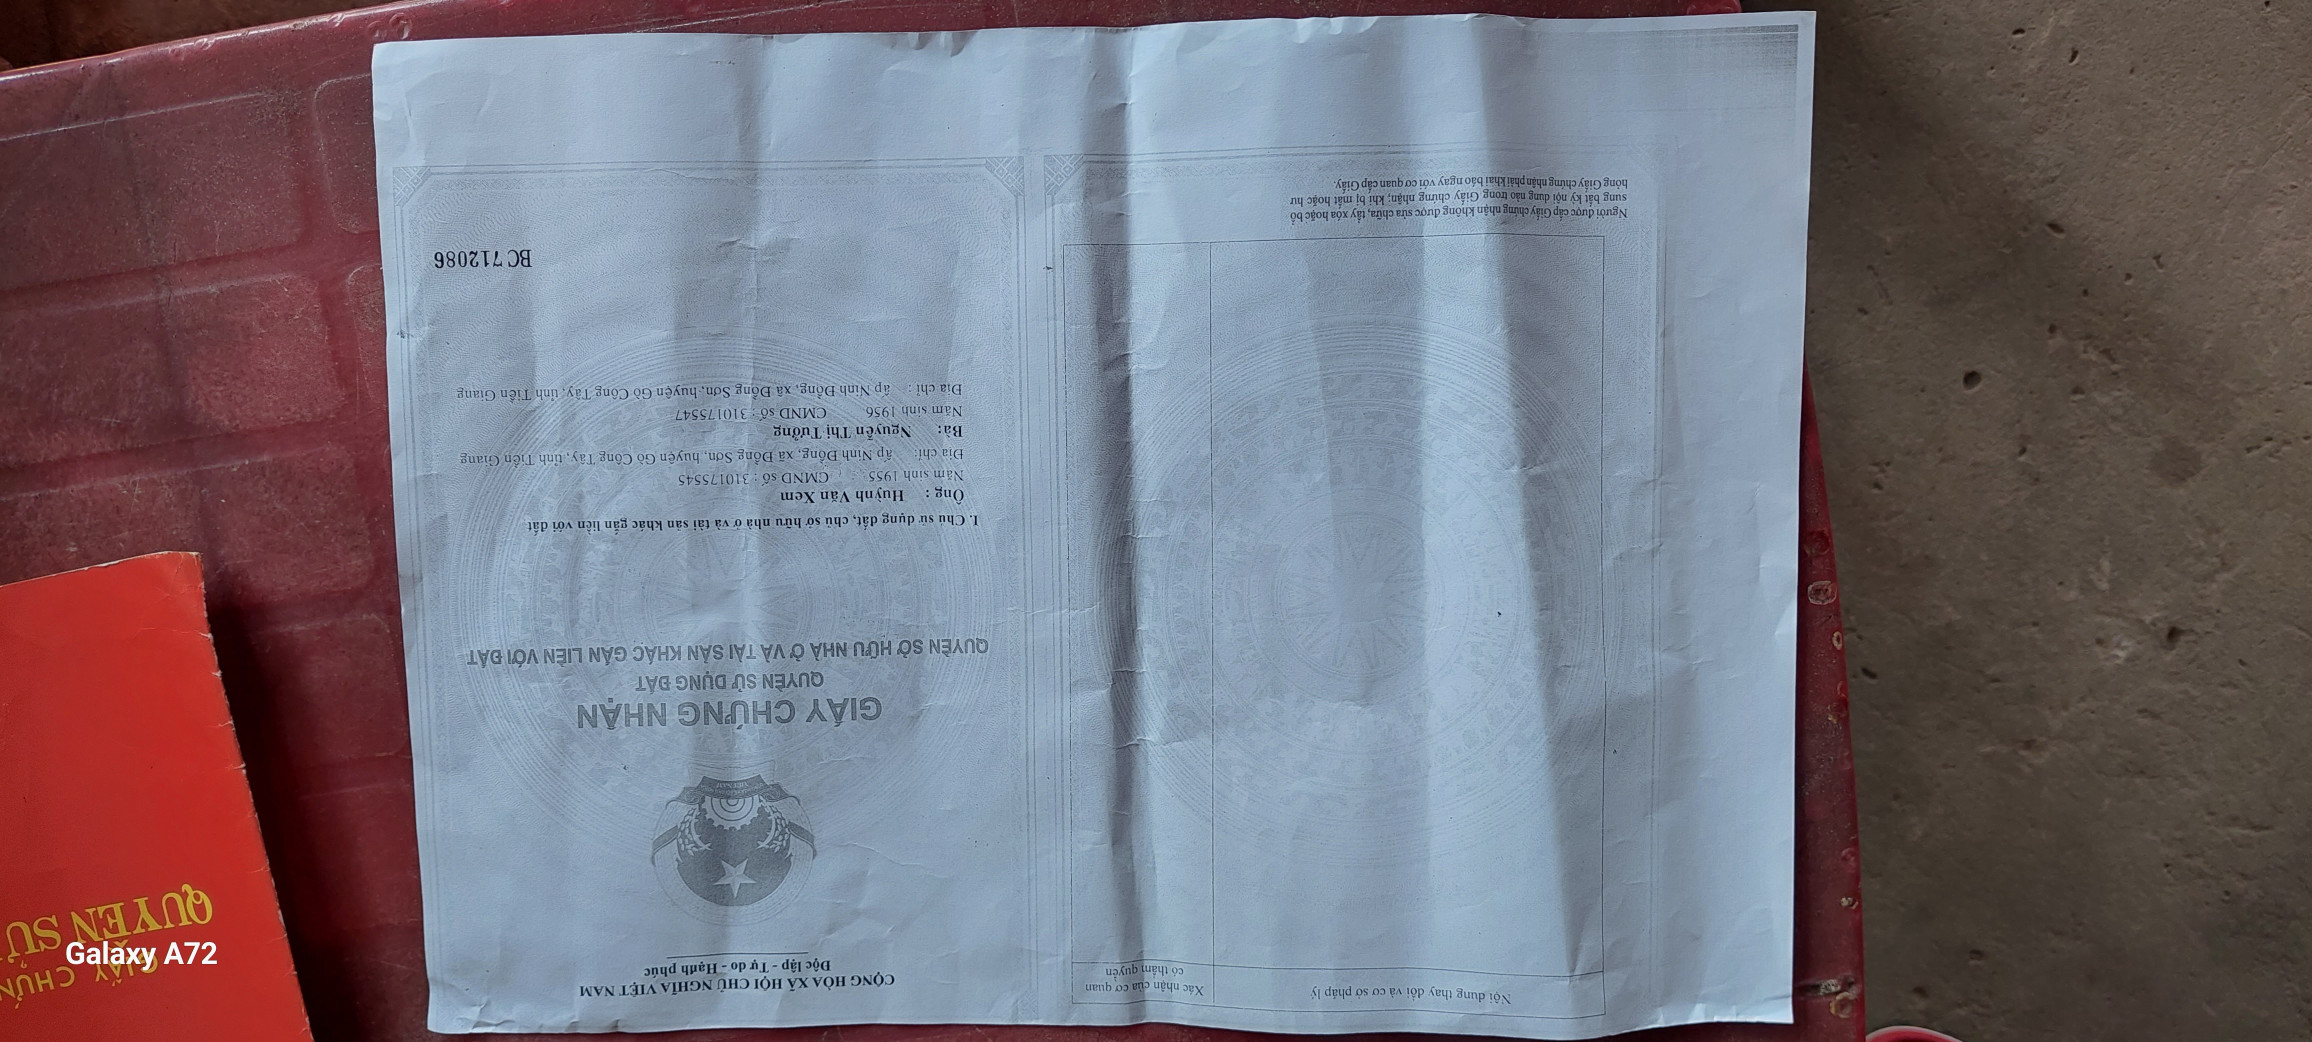 CỘNG HÒA XÃ HỘI CHỦ NGHĨA VIỆT NAM
Độc lập - Tự do - Hạnh phúc
GIẤY CHỨNG NHẬN
QUYỀN SỬ DỤNG ĐẤT
QUYỀN SỞ HỮU NHÀ Ở VÀ TÀI SẢN KHÁC GẮN LIỀN VỚI ĐẤT
I. Chủ sử dụng đất, chủ sở hữu nhà ở và tài sản khác gắn liền với đất
Ông : Huỳnh Văn Xem
Năm sinh 1955 CMND số : 310175545
Địa chỉ: ấp Ninh Đồng, xã Đồng Sơn, huyện Gò Công Tây, tỉnh Tiền Giang
Bà: Nguyễn Thị Tưởng
Năm sinh 1956 CMND số : 310175547
Địa chỉ : ấp Ninh Đồng, xã Đồng Sơn, huyện Gò Công Tây, tỉnh Tiền Giang
BC 712086
Nội dung thay đổi và cơ sở pháp lý
Xác nhận của cơ quan
có thẩm quyền
Người được cấp Giấy chứng nhận không được sửa chữa, tẩy xóa hoặc bổ
sung bất kỳ nội dung nào trong Giấy chứng nhận; khi bị mất hoặc hư
hỏng Giấy chứng nhận phải khai báo ngay với cơ quan cấp Giấy.
GIẤY CHỨN
QUYỀN SỬ
Galaxy A72